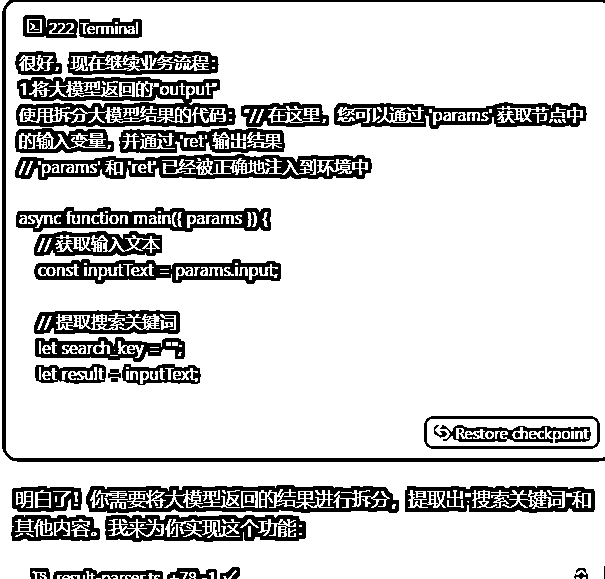 222 Terminal
很好，现在继续业务流程：
1.将大模型返回的"output"
使用拆分大模型结果的代码："// 在这里，您可以通过 'params' 获取节点中
的输入变量，并通过 'ret' 输出结果
// 'params' 和 'ret' 已经被正确地注入到环境中
async function main({ params }) {
// 获取输入文本
const inputText = params.input;
// 提取搜索关键词
let search_key = "";
let result = inputText;
Restore checkpoint
明白了！你需要将大模型返回的结果进行拆分，提取出"搜索关键词"和
其他内容。我来为你实现这个功能：
TS result-parser.ts +78 -1 ✓